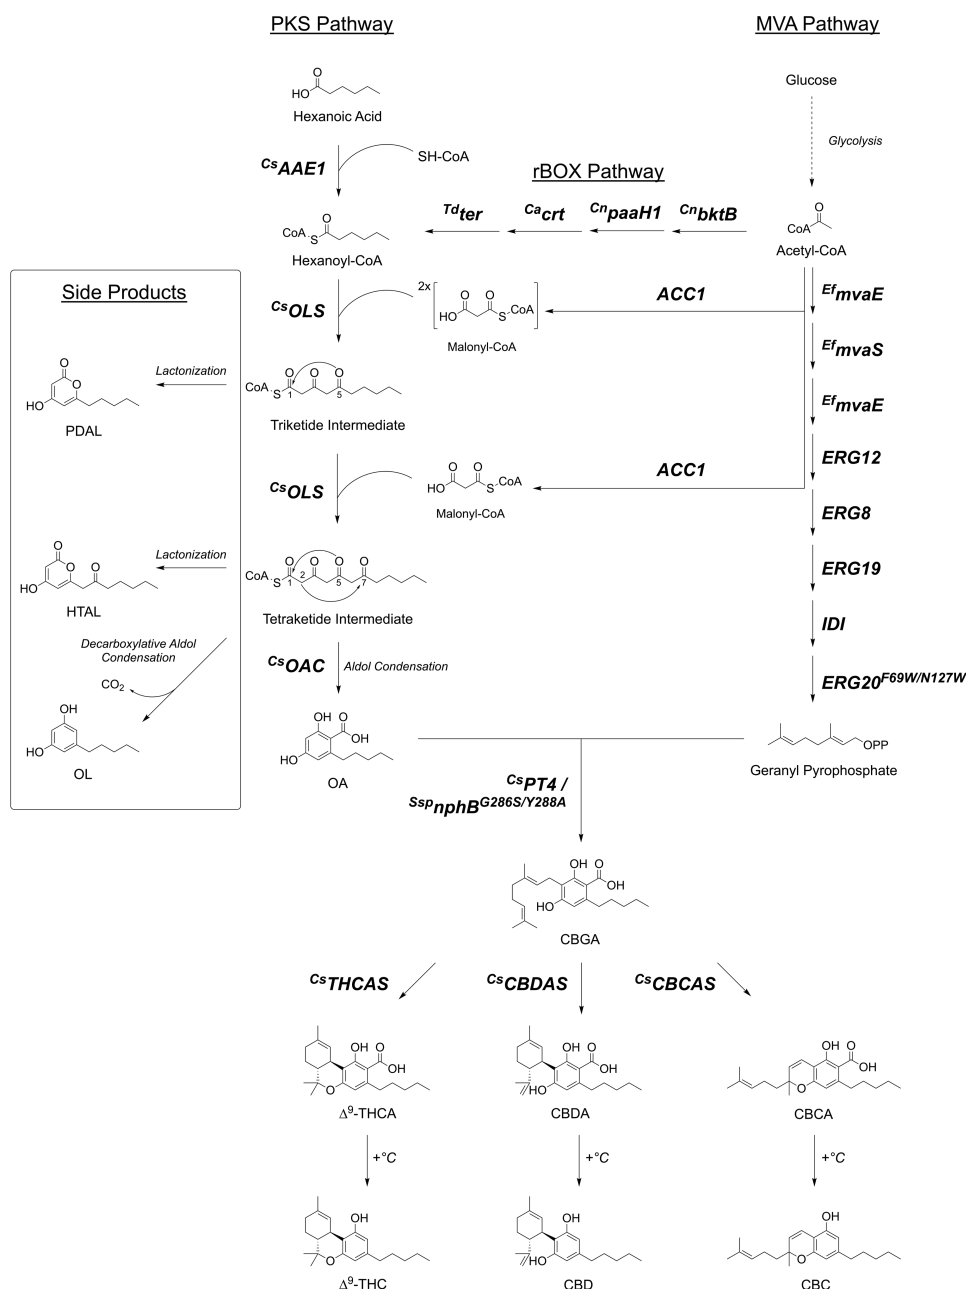 PKS Pathway
MVA Pathway
O
HO
Hexanoic Acid
Glucose
Glycolysis
CsAAE1
SH-CoA
rBOX Pathway
Tdter
Cacrt
CnpaaH1
CnbktB
O
CoA
S
Hexanoyl-CoA
O
CoA
Acetyl-CoA
Side Products
CsOLS
2x
O
O
HO
S
CoA
Malonyl-CoA
ACC1
EfmvaE
EfmvaS
O
O
HO
PDAL
Lactonization
O
O
O
CoA
S
1
5
Triketide Intermediate
EfmvaE
CsOLS
O
O
HO
S
CoA
Malonyl-CoA
ACC1
ERG12
ERG8
O
O
O
HO
HTAL
Lactonization
O
O
O
O
CoA
S
1
2
5
7
Tetraketide Intermediate
ERG19
IDI
Decarboxylative Aldol
Condensation
CO2
CsOAC
Aldol Condensation
ERG20F69W/N127W
OH
HO
OL
OH
O
OH
HO
OA
OPP
Geranyl Pyrophosphate
CsPT4 /
SspnphBG286S/Y288A
OH
O
OH
HO
CBGA
CsTHCAS
CsCBDAS
CsCBCAS
OH
O
OH
O
Δ9-THCA
OH
O
OH
HO
CBDA
OH
O
OH
O
CBCA
+°C
+°C
+°C
OH
O
Δ9-THC
OH
HO
CBD
OH
O
CBC